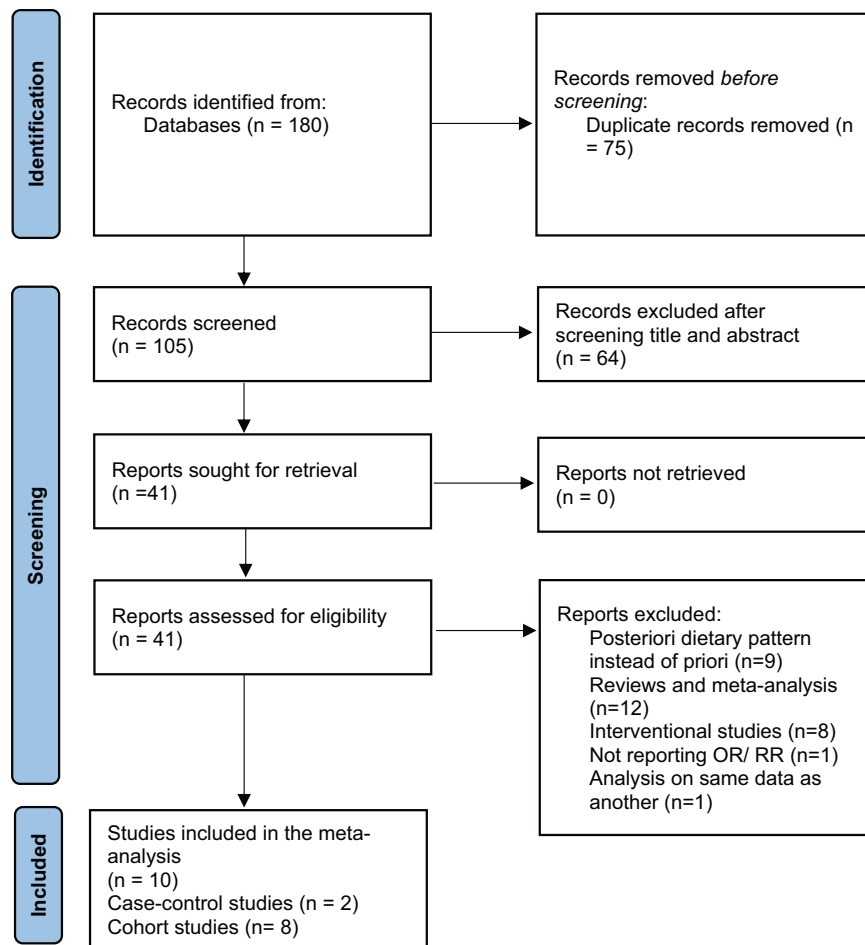 Identification
Records identified from:
Databases (n = 180)
Records removed before
screening:
Duplicate records removed (n
= 75)
Screening
Records screened
(n = 105)
Records excluded after
screening title and abstract
(n = 64)
Reports sought for retrieval
(n =41)
Reports not retrieved
(n = 0)
Reports assessed for eligibility
(n = 41)
Reports excluded:
Posteriori dietary pattern
instead of priori (n=9)
Reviews and meta-analysis
(n=12)
Interventional studies (n=8)
Not reporting OR/ RR (n=1)
Analysis on same data as
another (n=1)
Included
Studies included in the meta-
analysis
(n = 10)
Case-control studies (n = 2)
Cohort studies (n= 8)